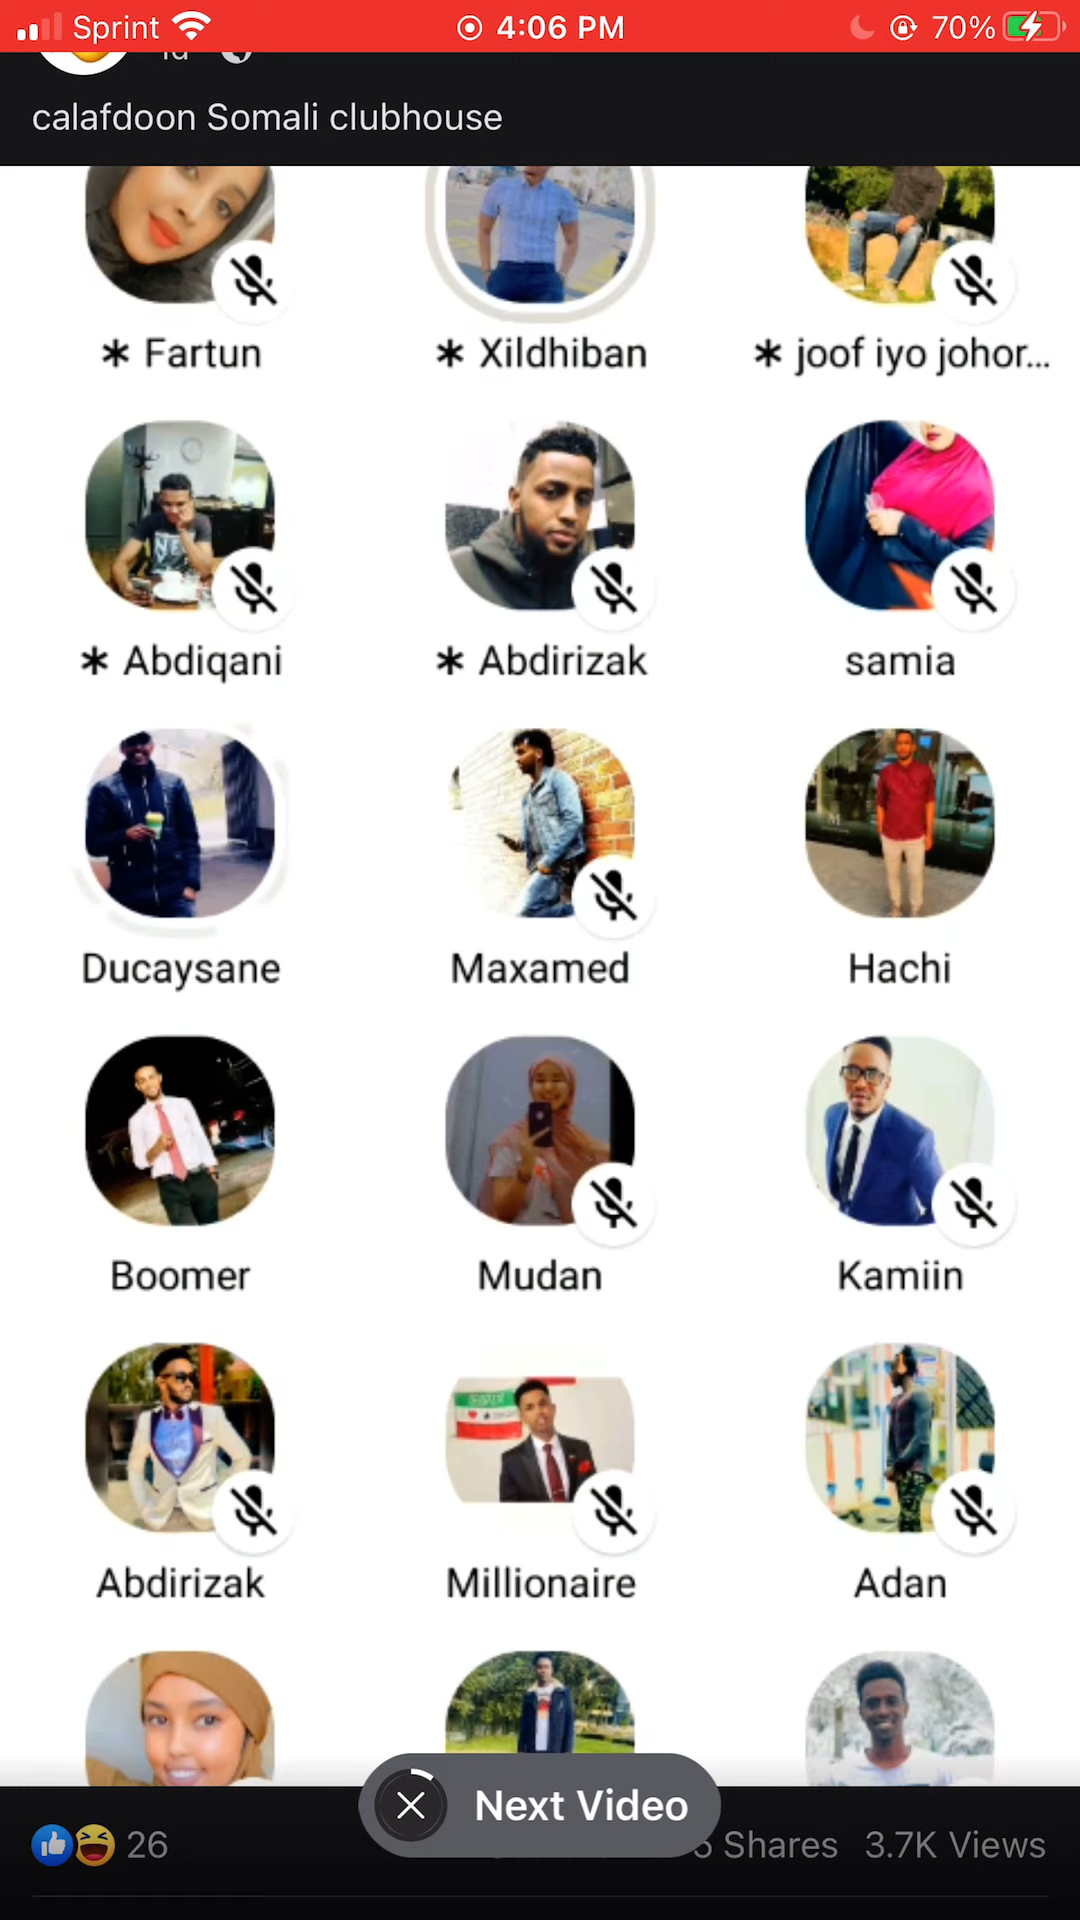 Sprint 4:06 PM 70%
calafdoon Somali clubhouse
* Fartun * Xildhiban * joof iyo johor...
* Abdiqani * Abdirizak samia
Ducaysane Maxamed Hachi
Boomer Mudan Kamiin
Abdirizak Millionaire Adan
Next Video
26 Shares 3.7K Views